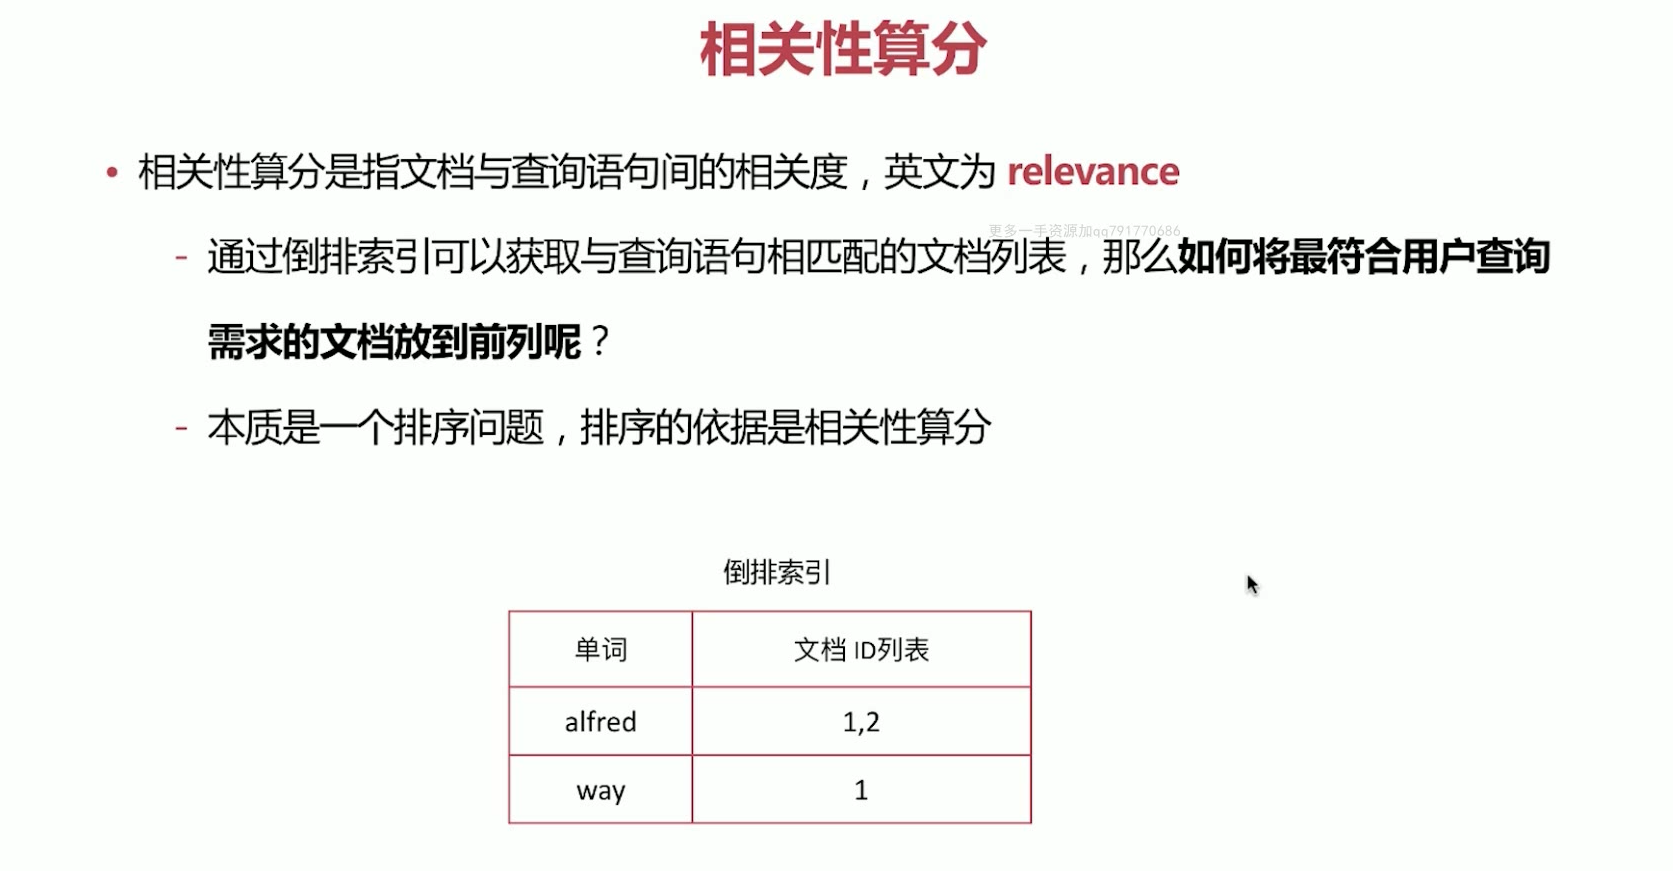 相关性算分
• 相关性算分是指文档与查询语句间的相关度，英文为 relevance
更多一手资源加qq791770686
- 通过倒排索引可以获取与查询语句相匹配的文档列表，那么如何将最符合用户查询
需求的文档放到前列呢？
- 本质是一个排序问题，排序的依据是相关性算分
倒排索引
单词 文档 ID列表
alfred 1,2
way 1